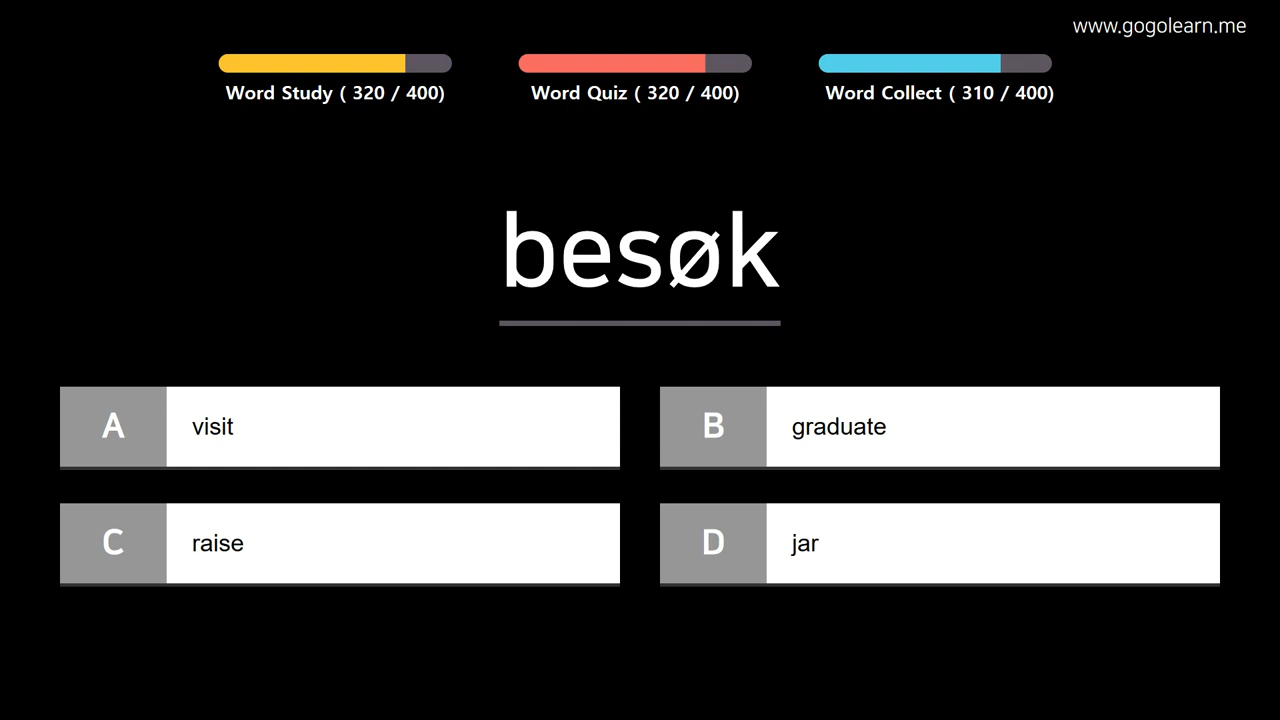 www.gogolearn.me
Word Study ( 320 / 400)
Word Quiz ( 320 / 400)
Word Collect ( 310 / 400)
besøk
A visit
B graduate
C raise
D jar